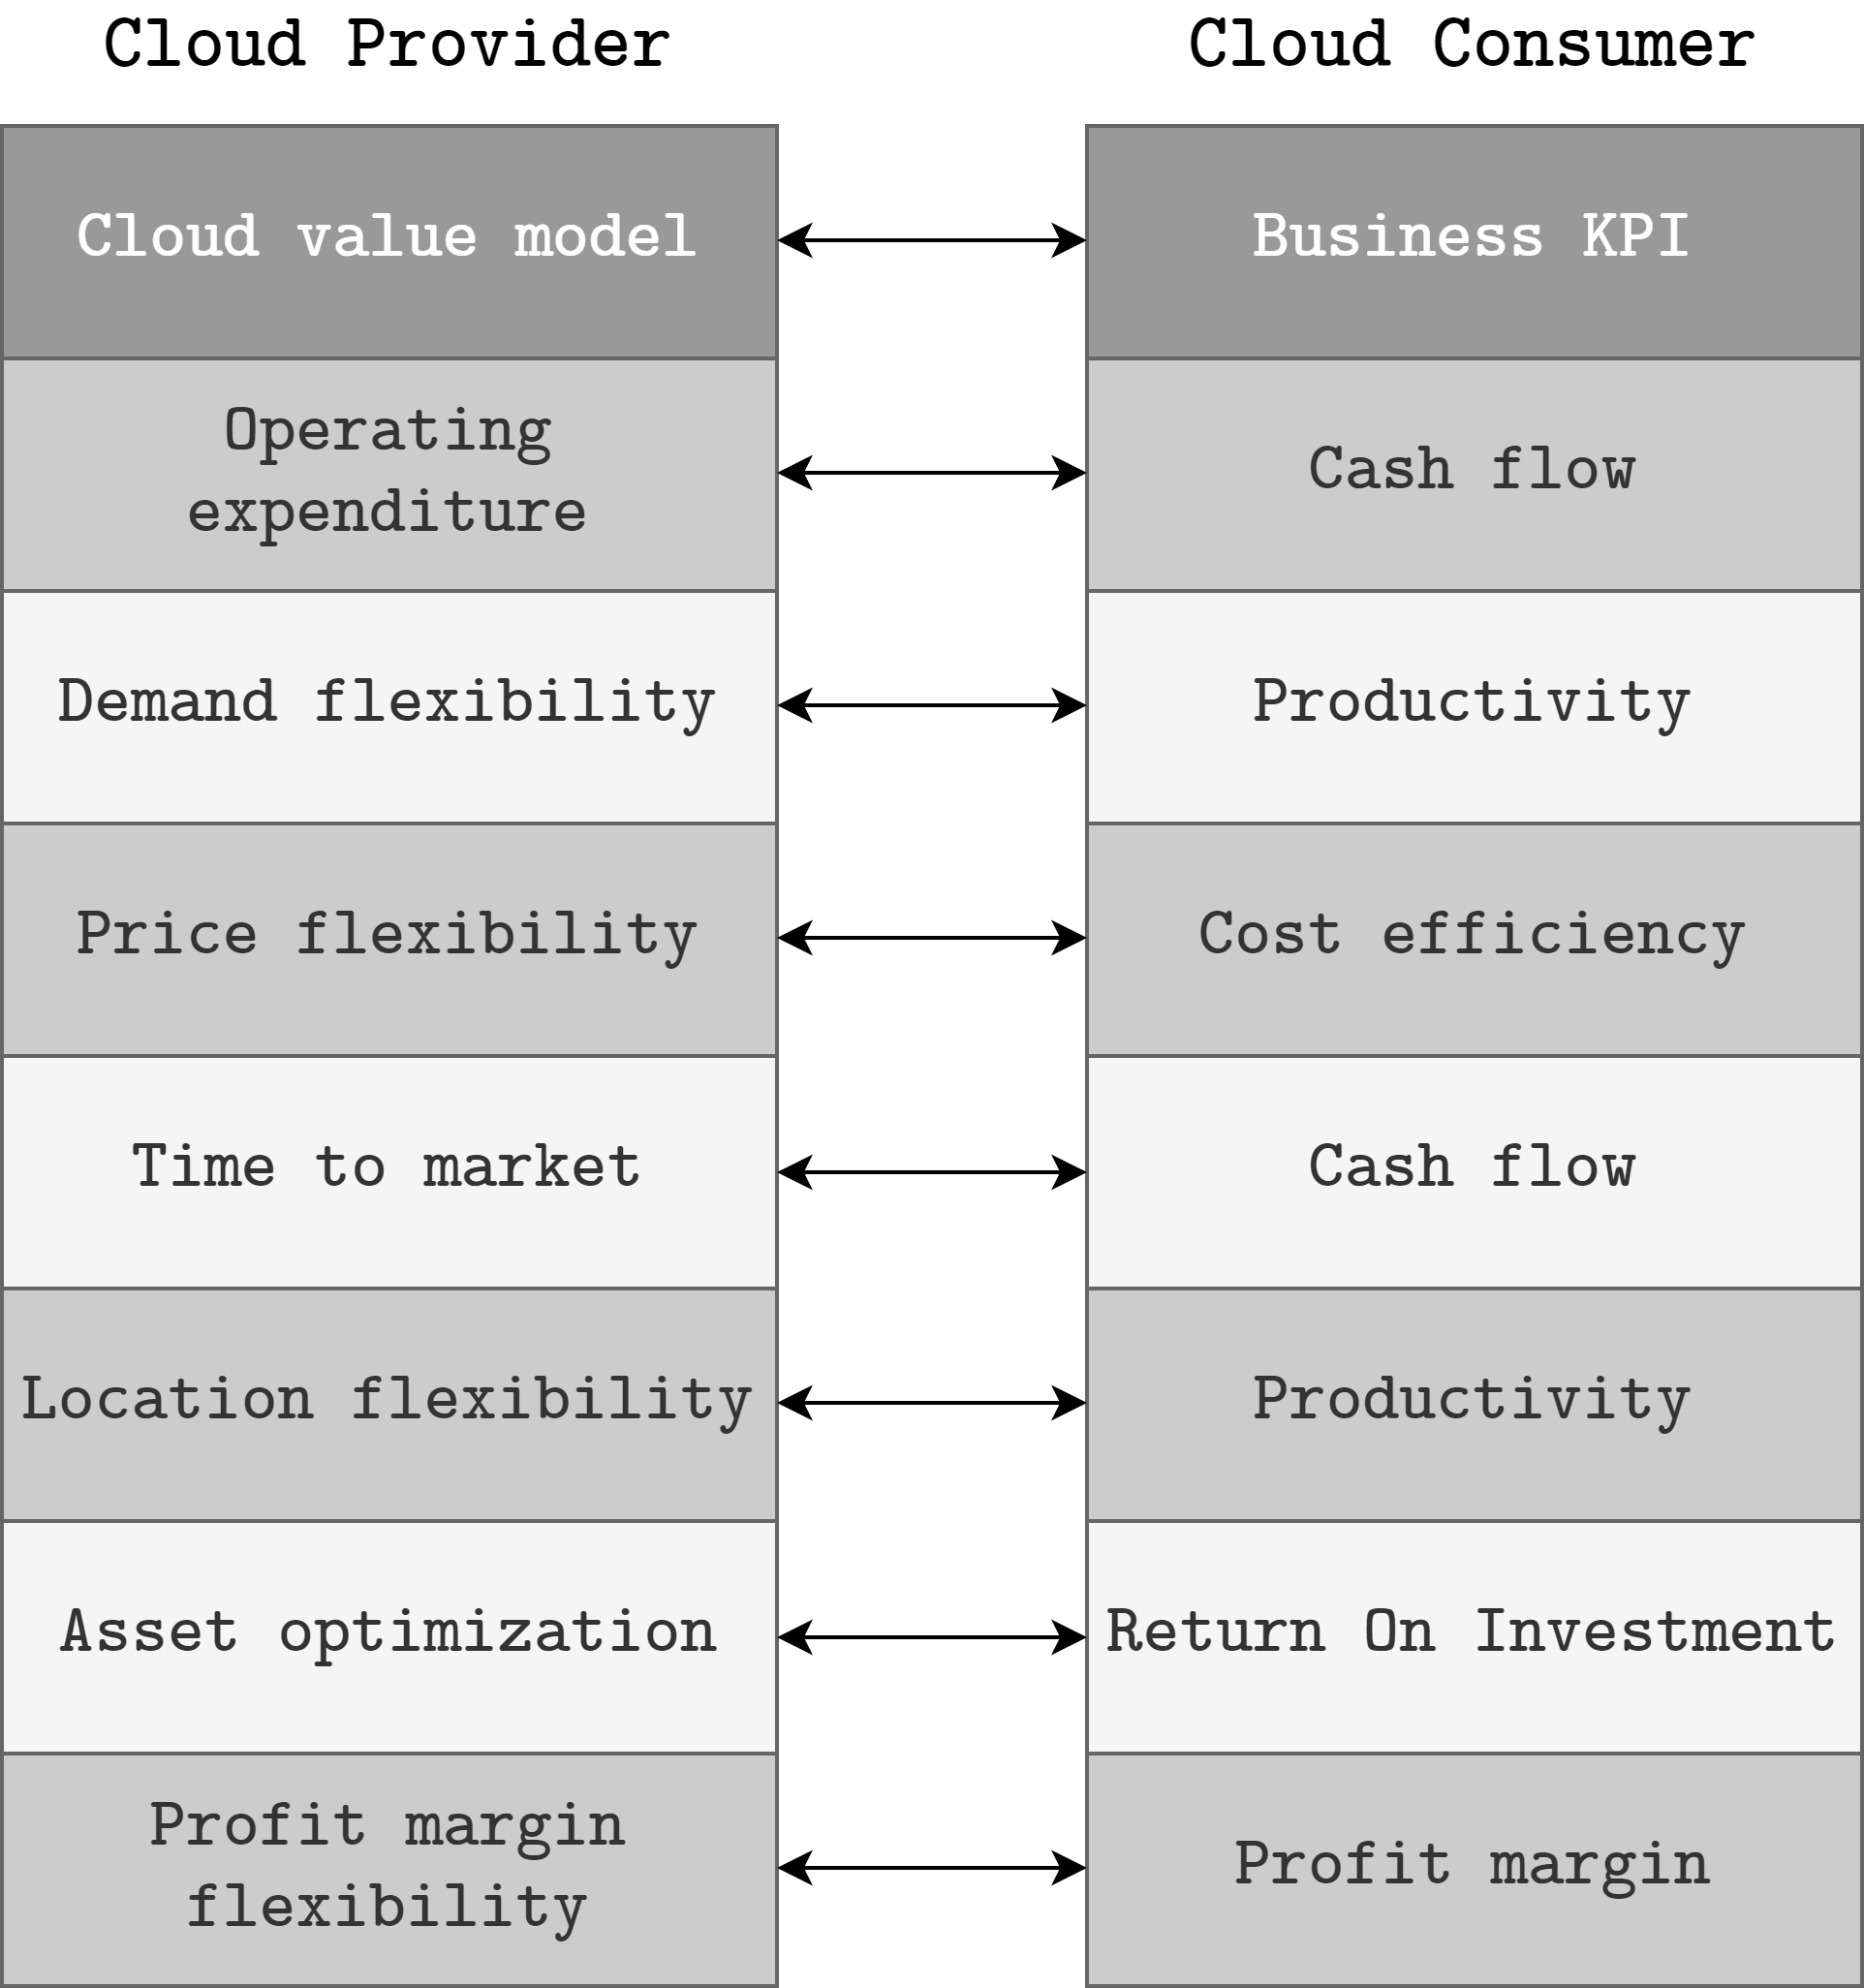 Cloud Provider
Cloud Consumer
Cloud value model
Business KPI
Operating
expenditure
Cash flow
Demand flexibility
Productivity
Price flexibility
Cost efficiency
Time to market
Cash flow
Location flexibility
Productivity
Asset optimization
Return On Investment
Profit margin
flexibility
Profit margin